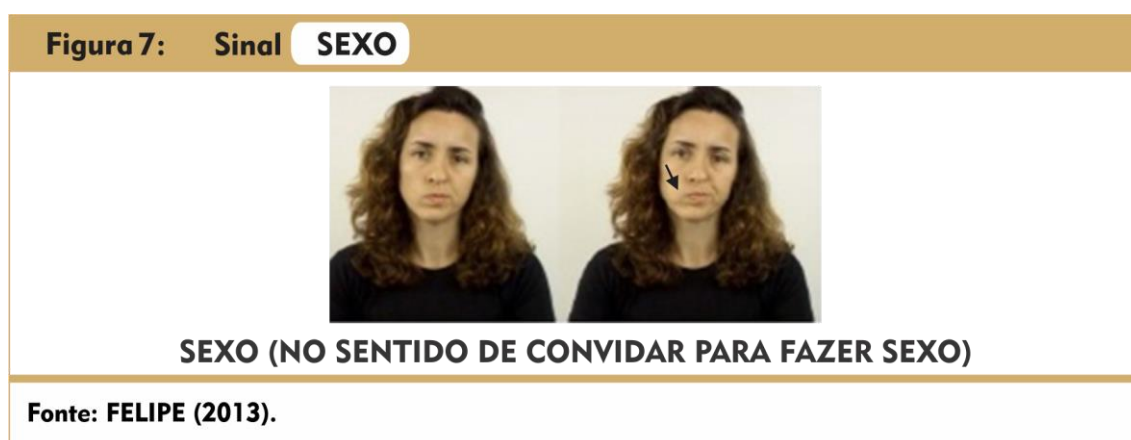 Figura 7: Sinal SEXO
SEXO (NO SENTIDO DE CONVIDAR PARA FAZER SEXO)
Fonte: FELIPE (2013).